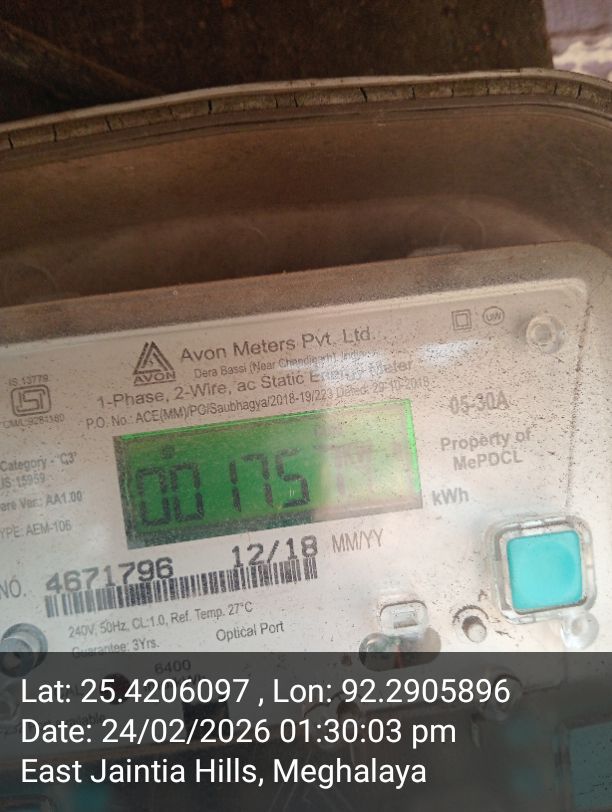 Avon Meters Pvt. Ltd.
AVON
Dera Bassi (Near Chandigarh), India
1-Phase, 2-Wire, ac Static Energy Meter
P.O. No.: ACE(MM)/PG/Saubhagya/2018-19/223 Dated: 29-10-2018
IS 13779
05-30A
Property of
MePDCL
Category - 'C3'
IS:15959
AA1.00
TYPE: AEM-106
kWh
12/18 MM/YY
NO. 4671796
240V, 50Hz, CL:1.0, Ref. Temp. 27°C
Guarantee: 3Yrs.
Optical Port
6400
Lat: 25.4206097 , Lon: 92.2905896
Date: 24/02/2026 01:30:03 pm
East Jaintia Hills, Meghalaya